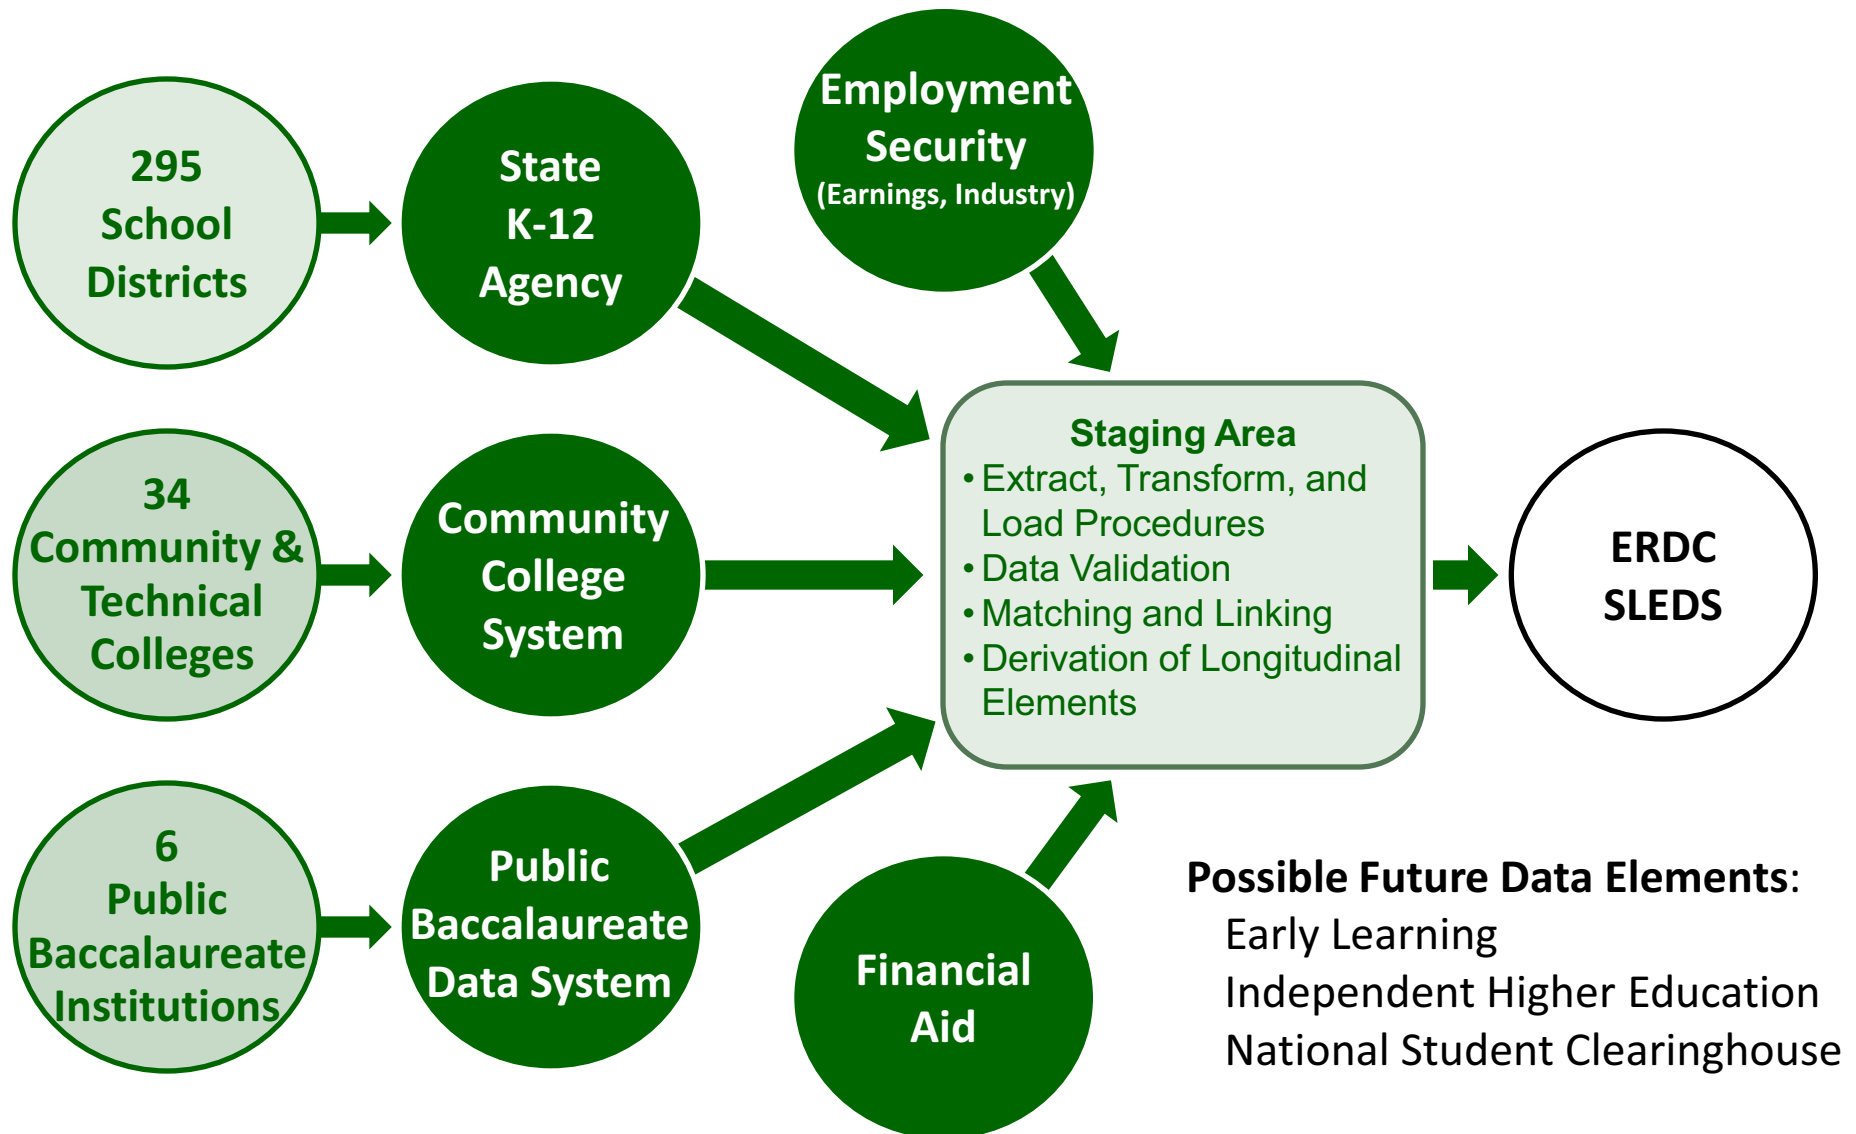 295
School
Districts
State
K-12
Agency
Employment
Security
(Earnings, Industry)
34
Community &
Technical
Colleges
Community
College
System
Staging Area
• Extract, Transform, and
Load Procedures
• Data Validation
• Matching and Linking
• Derivation of Longitudinal
Elements
ERDC
SLEDS
6
Public
Baccalaureate
Institutions
Public
Baccalaureate
Data System
Financial
Aid
Possible Future Data Elements:
Early Learning
Independent Higher Education
National Student Clearinghouse